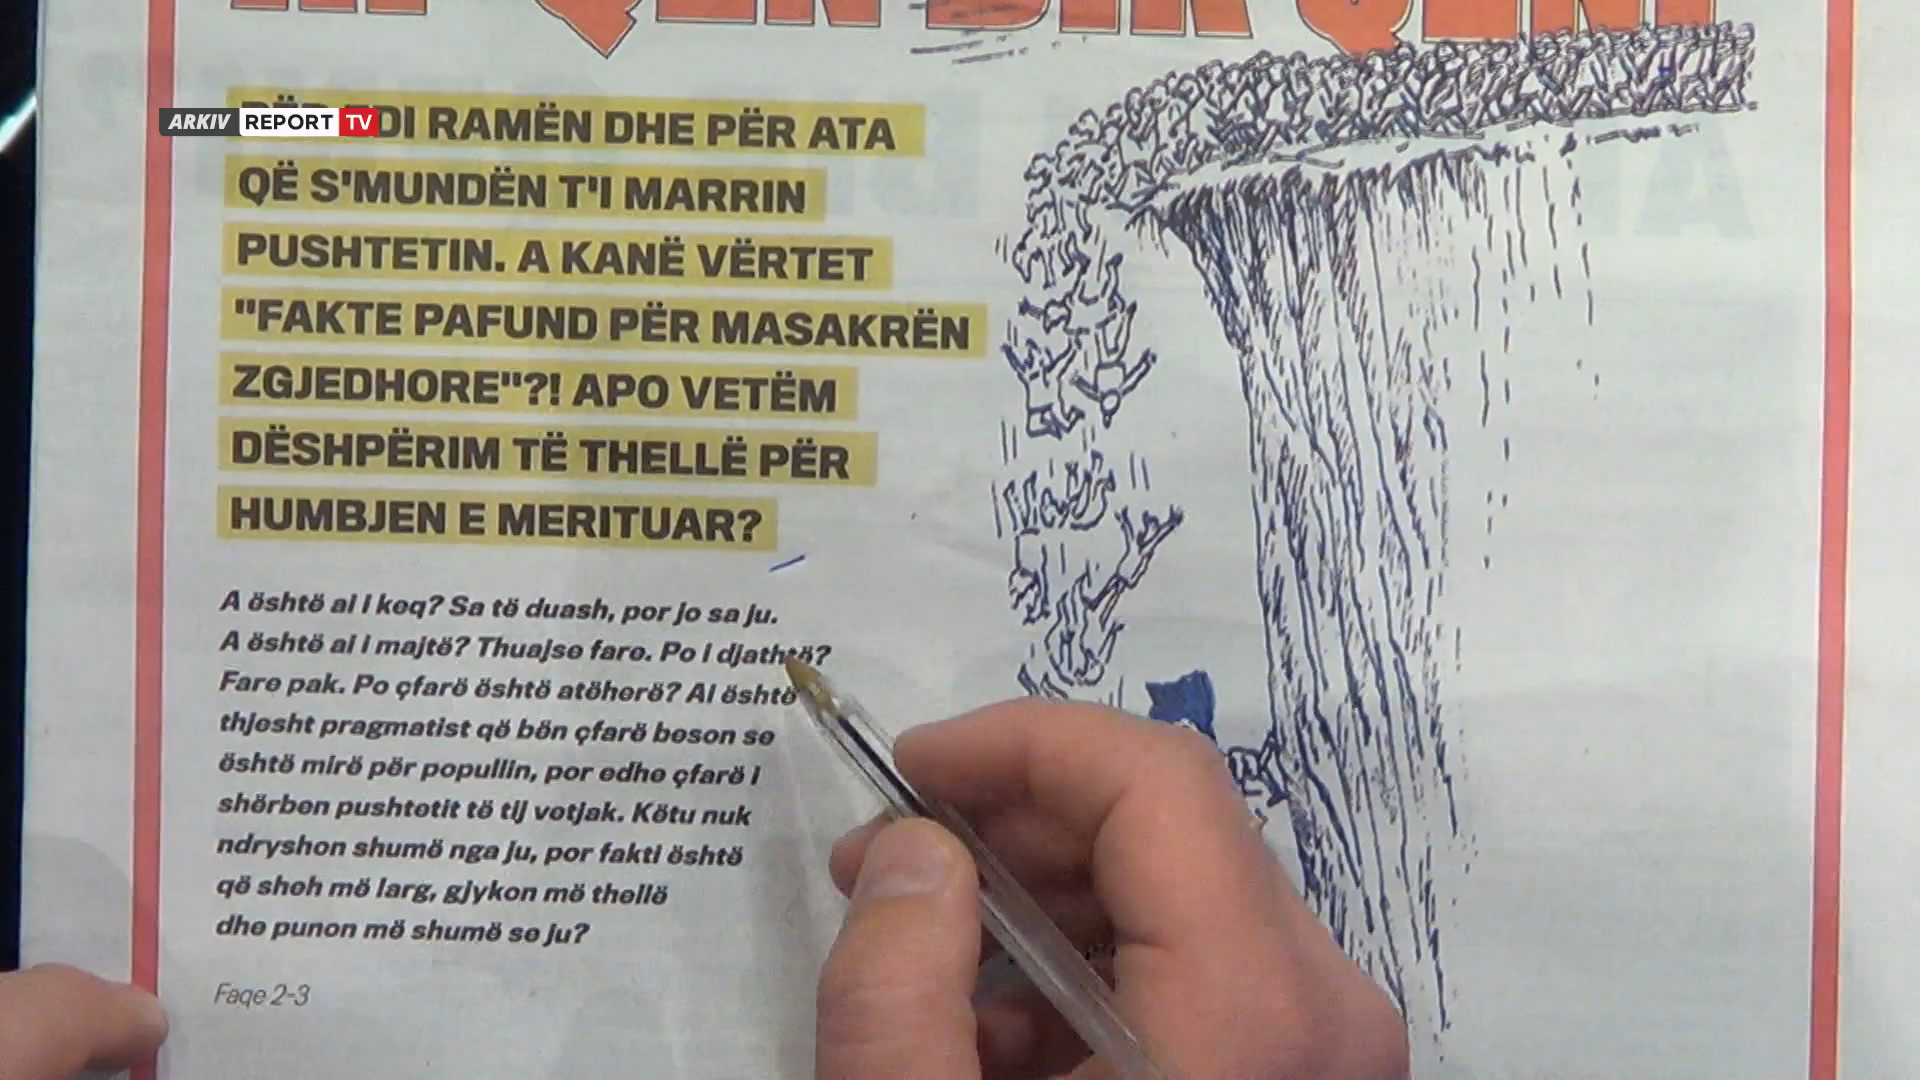 ARKIV REPORT TV
DI RAMËN DHE PËR ATA
QË S'MUNDËN T'I MARRIN
PUSHTETIN. A KANË VËRTET
"FAKTE PAFUND PËR MASAKRËN
ZGJEDHORE"?! APO VETËM
DËSHPËRIM TË THELLË PËR
HUMBJEN E MERITUAR?
A është ai i keq? Sa të duash, por jo sa ju.
A është ai i majtë? Thuajse fare. Po i djathtë?
Fare pak. Po çfarë është atëherë? Ai është
thjesht pragmatist që bën çfarë beson se
është mirë për popullin, por edhe çfarë i
shërben pushtetit të tij vetjak. Këtu nuk
ndryshon shumë nga ju, por fakti është
që sheh më larg, gjykon më thellë
dhe punon më shumë se ju?
Faqe 2-3